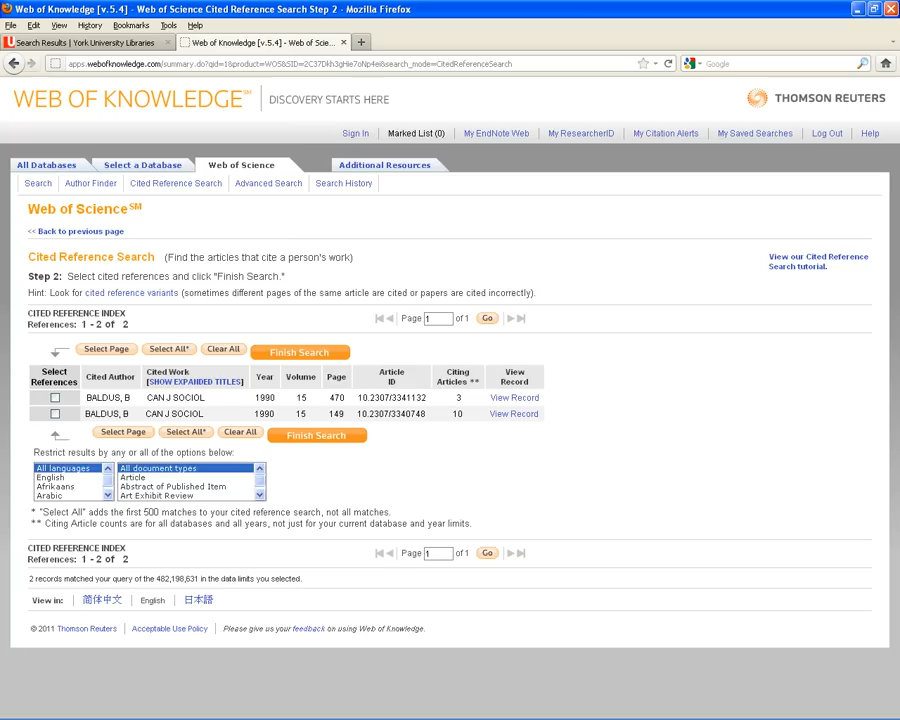 Web of Knowledge [v.5.4] - Web of Science Cited Reference Search Step 2 - Mozilla Firefox
File Edit View History Bookmarks Tools Help
Search Results | York University Libraries × Web of Knowledge [v.5.4] - Web of Scie... × +
apps.webofknowledge.com/summary.do?qid=1&product=WOS&SID=2C37Dkh3gHie7oNp4ei&search_mode=CitedReferenceSearch Google
WEB OF KNOWLEDGE℠ DISCOVERY STARTS HERE THOMSON REUTERS
Sign In Marked List (0) My EndNote Web My ResearcherID My Citation Alerts My Saved Searches Log Out Help
All Databases Select a Database Web of Science Additional Resources
Search Author Finder Cited Reference Search Advanced Search Search History
Web of Science℠
<< Back to previous page
Cited Reference Search (Find the articles that cite a person's work)
View our Cited Reference
Search tutorial.
Step 2: Select cited references and click "Finish Search."
Hint: Look for cited reference variants (sometimes different pages of the same article are cited or papers are cited incorrectly).
CITED REFERENCE INDEX
References: 1 - 2 of 2
Page 1 of 1 Go
Select Page Select All* Clear All Finish Search
Select References Cited Author Cited Work [SHOW EXPANDED TITLES] Year Volume Page Article ID Citing Articles ** View Record
BALDUS, B CAN J SOCIOL 1990 15 470 10.2307/3341132 3 View Record
BALDUS, B CAN J SOCIOL 1990 15 149 10.2307/3340748 10 View Record
Select Page Select All* Clear All Finish Search
Restrict results by any or all of the options below:
All languages All document types
English Article
Afrikaans Abstract of Published Item
Arabic Art Exhibit Review
* "Select All" adds the first 500 matches to your cited reference search, not all matches.
** Citing Article counts are for all databases and all years, not just for your current database and year limits.
CITED REFERENCE INDEX
References: 1 - 2 of 2
Page 1 of 1 Go
2 records matched your query of the 482,198,631 in the data limits you selected.
View in: 简体中文 English 日本語
© 2011 Thomson Reuters Acceptable Use Policy Please give us your feedback on using Web of Knowledge.